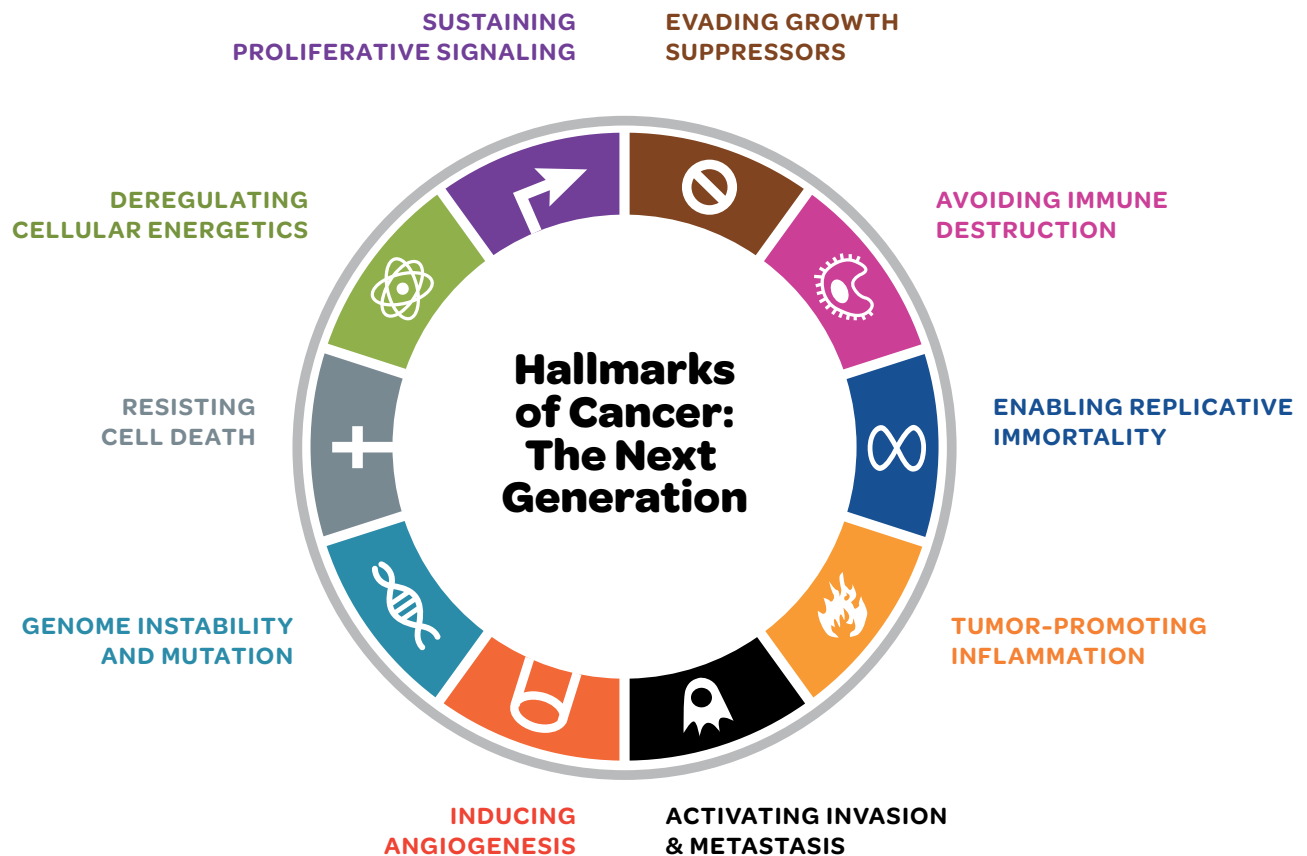 SUSTAINING
PROLIFERATIVE SIGNALING
EVADING GROWTH
SUPPRESSORS
DEREGULATING
CELLULAR ENERGETICS
AVOIDING IMMUNE
DESTRUCTION
Hallmarks
of Cancer:
The Next
Generation
RESISTING
CELL DEATH
ENABLING REPLICATIVE
IMMORTALITY
GENOME INSTABILITY
AND MUTATION
TUMOR-PROMOTING
INFLAMMATION
INDUCING
ANGIOGENESIS
ACTIVATING INVASION
& METASTASIS